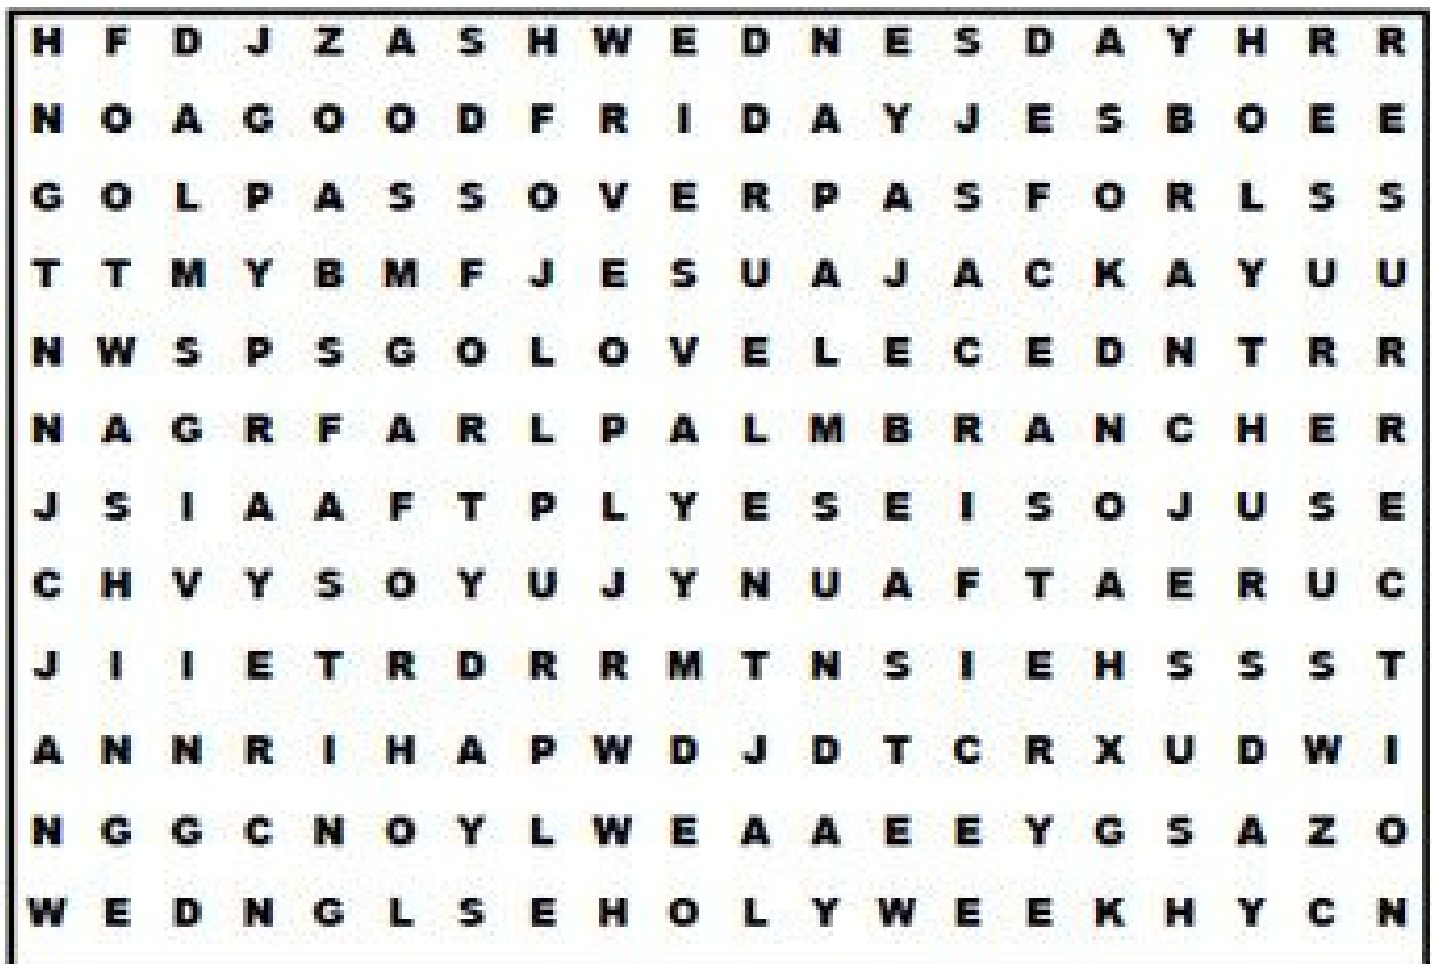 H F D J Z A S H W E D N E S D A Y H R R
N O A G O O D F R I D A Y J E S B O E E
G O L P A S S O V E R P A S F O R L S S
T T M Y B M F J E S U A J A C K A Y U U
N W S P S G O L O V E L E C E D N T R R
N A G R F A R L P A L M B R A N C H E R
J S I A A F T P L Y E S E I S O J U S E
C H V Y S O Y U J Y N U A F T A E R U C
J I I E T R D R R M T N S I E H S S S T
A N N R I H A P W D J D T C R X U D W I
N G G C N O Y L W E A A E E Y G S A Z O
W E D N G L S E H O L Y W E E K H Y C N